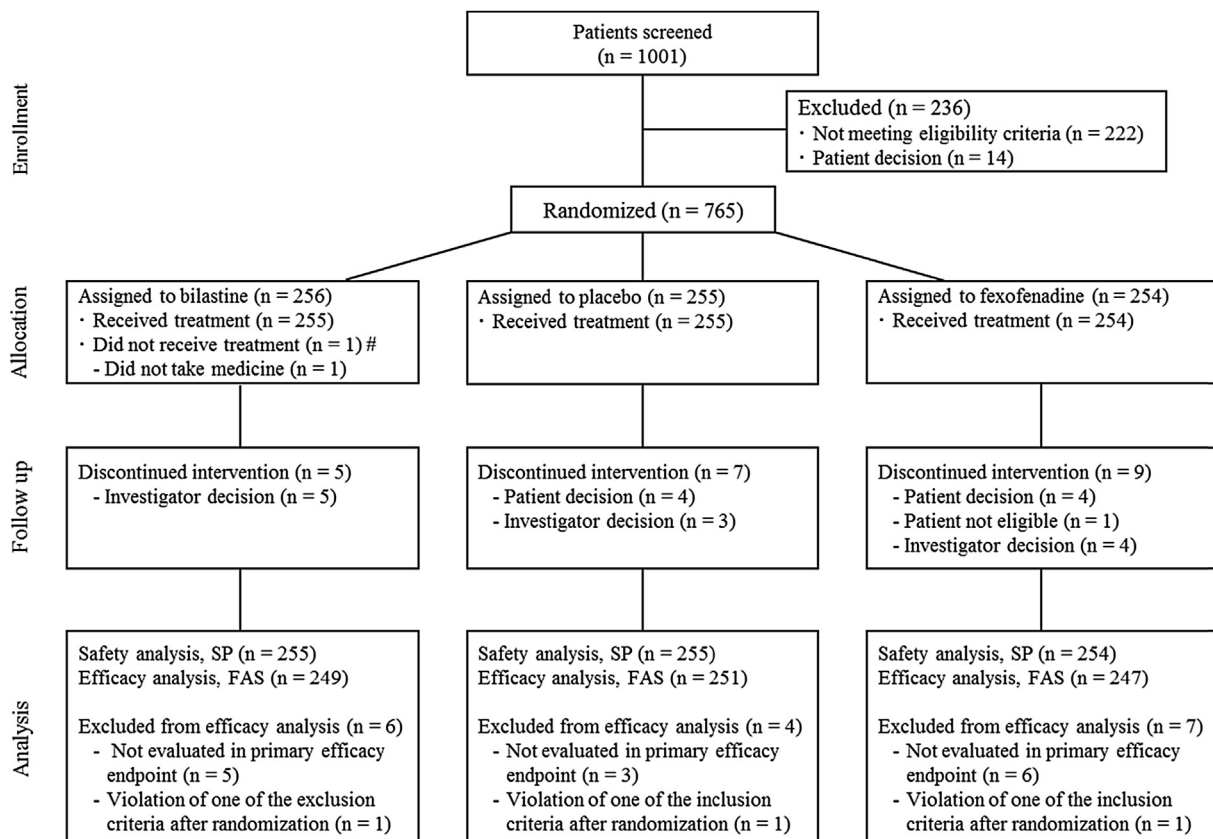 Patients screened
(n = 1001)
Enrollment
Excluded (n = 236)
· Not meeting eligibility criteria (n = 222)
· Patient decision (n = 14)
Randomized (n = 765)
Allocation
Assigned to bilastine (n = 256)
· Received treatment (n = 255)
· Did not receive treatment (n = 1) #
- Did not take medicine (n = 1)
Assigned to placebo (n = 255)
· Received treatment (n = 255)
Assigned to fexofenadine (n = 254)
· Received treatment (n = 254)
Follow up
Discontinued intervention (n = 5)
- Investigator decision (n = 5)
Discontinued intervention (n = 7)
- Patient decision (n = 4)
- Investigator decision (n = 3)
Discontinued intervention (n = 9)
- Patient decision (n = 4)
- Patient not eligible (n = 1)
- Investigator decision (n = 4)
Analysis
Safety analysis, SP (n = 255)
Efficacy analysis, FAS (n = 249)
Excluded from efficacy analysis (n = 6)
- Not evaluated in primary efficacy
endpoint (n = 5)
- Violation of one of the exclusion
criteria after randomization (n = 1)
Safety analysis, SP (n = 255)
Efficacy analysis, FAS (n = 251)
Excluded from efficacy analysis (n = 4)
- Not evaluated in primary efficacy
endpoint (n = 3)
- Violation of one of the inclusion
criteria after randomization (n = 1)
Safety analysis, SP (n = 254)
Efficacy analysis, FAS (n = 247)
Excluded from efficacy analysis (n = 7)
- Not evaluated in primary efficacy
endpoint (n = 6)
- Violation of one of the inclusion
criteria after randomization (n = 1)